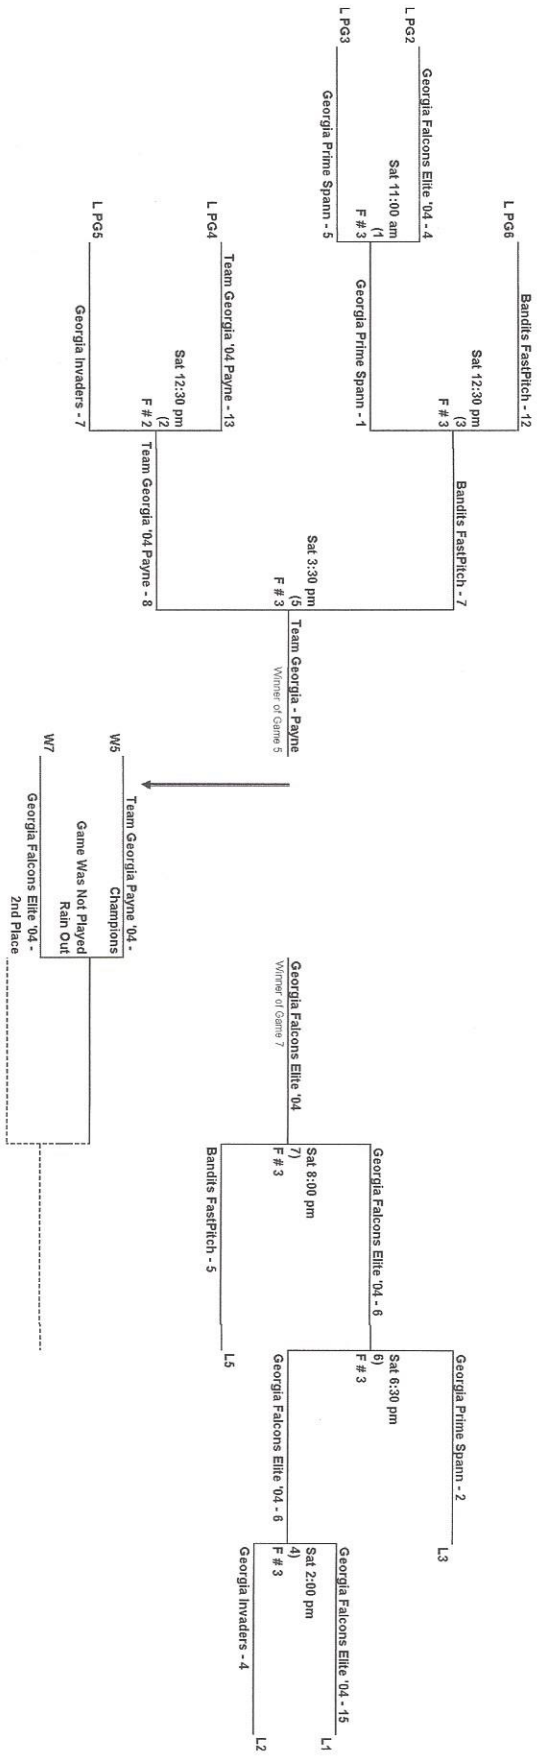 L PG6
Bandits FastPitch - 12
Sat 12:30 pm
(3
F # 3
Bandits FastPitch - 7
L PG2
Georgia Falcons Elite '04 - 4
Sat 11:00 am
(1
F # 3
Georgia Prime Spann - 1
L PG3
Georgia Prime Spann - 5
Sat 3:30 pm
(5
F # 3
Team Georgia - Payne
Winner of Game 5
L PG4
Team Georgia '04 Payne - 13
Sat 12:30 pm
(2
F # 2
Team Georgia '04 Payne - 8
L PG5
Georgia Invaders - 7
W5
Team Georgia Payne '04 -
Champions
Game Was Not Played
Rain Out
W7
Georgia Falcons Elite '04 -
2nd Place
Georgia Prime Spann - 2
L3
Sat 6:30 pm
6)
F # 3
Georgia Falcons Elite '04 - 6
Georgia Falcons Elite '04 - 15
L1
Sat 2:00 pm
4)
F # 3
Georgia Falcons Elite '04 - 6
Georgia Invaders - 4
L2
Georgia Falcons Elite '04
Winner of Game 7
Sat 8:00 pm
7)
F # 3
Bandits FastPitch - 5
L5